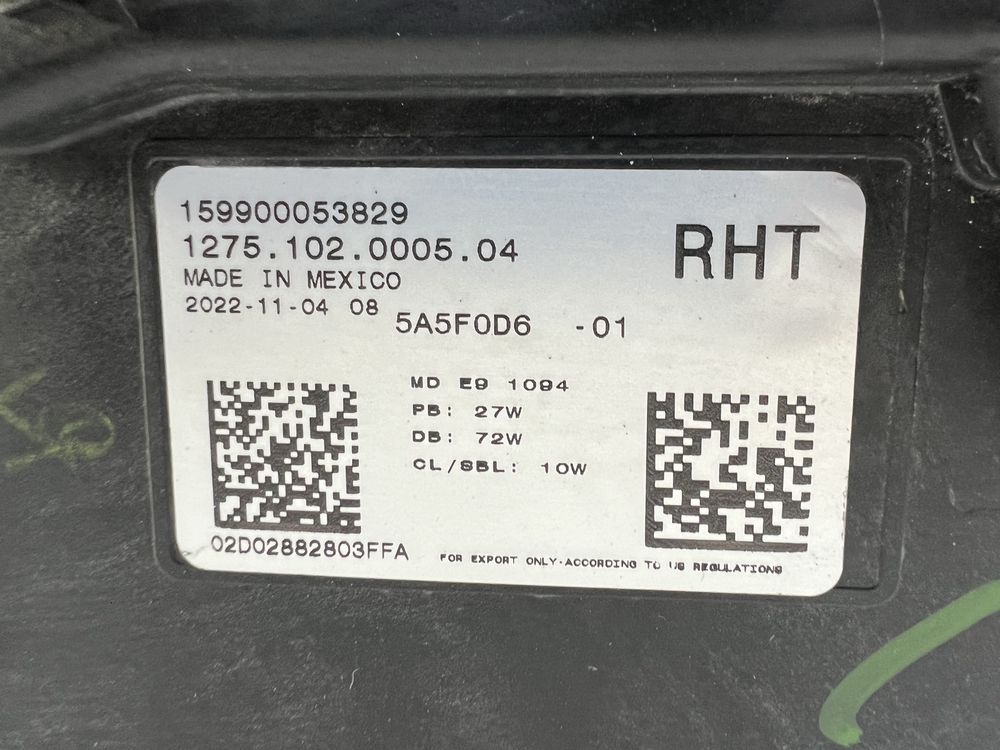 159900053829
1275.102.0005.04
RHT
MADE IN MEXICO
2022-11-04 08
5A5F0D6 -01
MD E9 1094
PB: 27W
DB: 72W
CL/SBL: 10W
02D02882803FFA
FOR EXPORT ONLY-ACCORDING TO US REGULATIONS